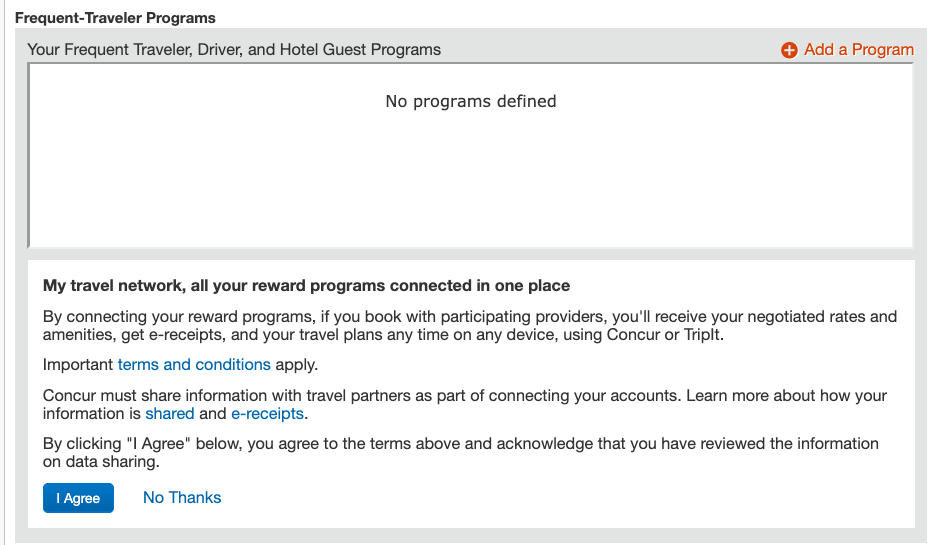 Frequent-Traveler Programs
Your Frequent Traveler, Driver, and Hotel Guest Programs
Add a Program
No programs defined
My travel network, all your reward programs connected in one place
By connecting your reward programs, if you book with participating providers, you'll receive your negotiated rates and
amenities, get e-receipts, and your travel plans any time on any device, using Concur or TripIt.
Important terms and conditions apply.
Concur must share information with travel partners as part of connecting your accounts. Learn more about how your
information is shared and e-receipts.
By clicking "I Agree" below, you agree to the terms above and acknowledge that you have reviewed the information
on data sharing.
I Agree
No Thanks